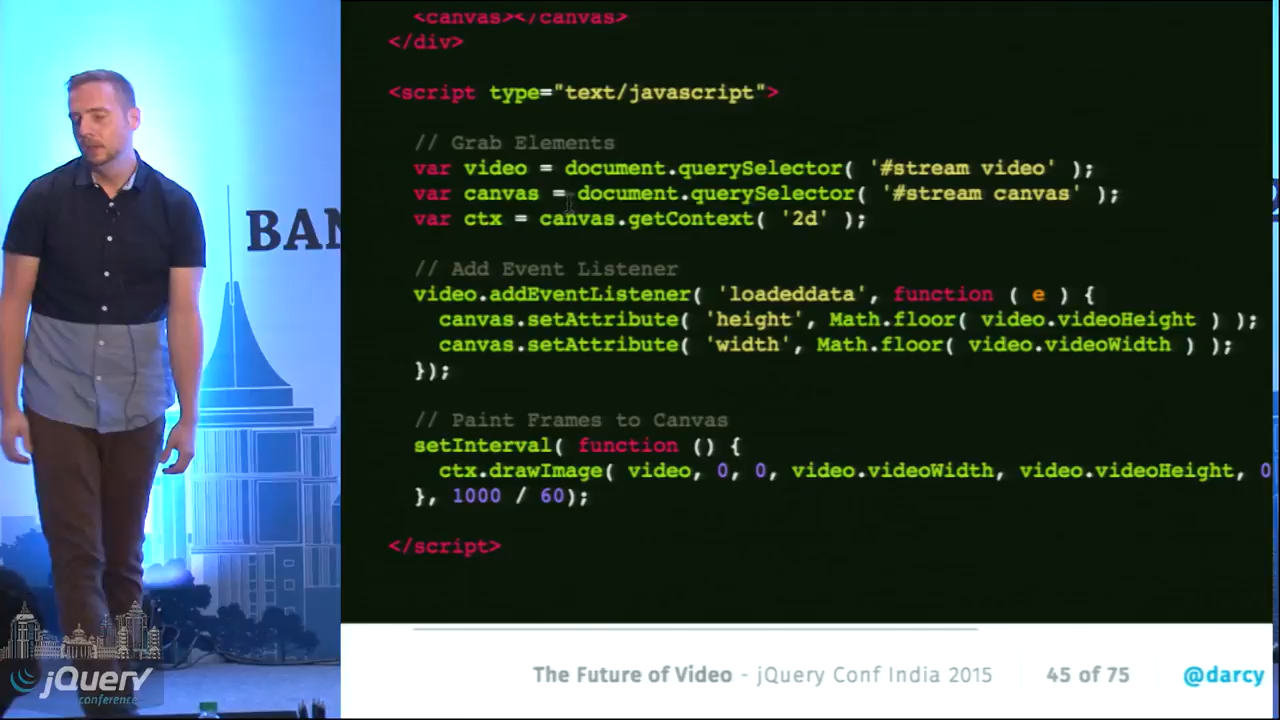 BAN
jQuery
conference
<canvas></canvas>
</div>
<script type="text/javascript">
// Grab Elements
var video = document.querySelector( '#stream video' );
var canvas = document.querySelector( '#stream canvas' );
var ctx = canvas.getContext( '2d' );
// Add Event Listener
video.addEventListener( 'loadeddata', function ( e ) {
canvas.setAttribute( 'height', Math.floor( video.videoHeight ) );
canvas.setAttribute( 'width', Math.floor( video.videoWidth ) );
});
// Paint Frames to Canvas
setInterval( function () {
ctx.drawImage( video, 0, 0, video.videoWidth, video.videoHeight, 0
}, 1000 / 60);
</script>
The Future of Video - jQuery Conf India 2015 45 of 75 @darcy